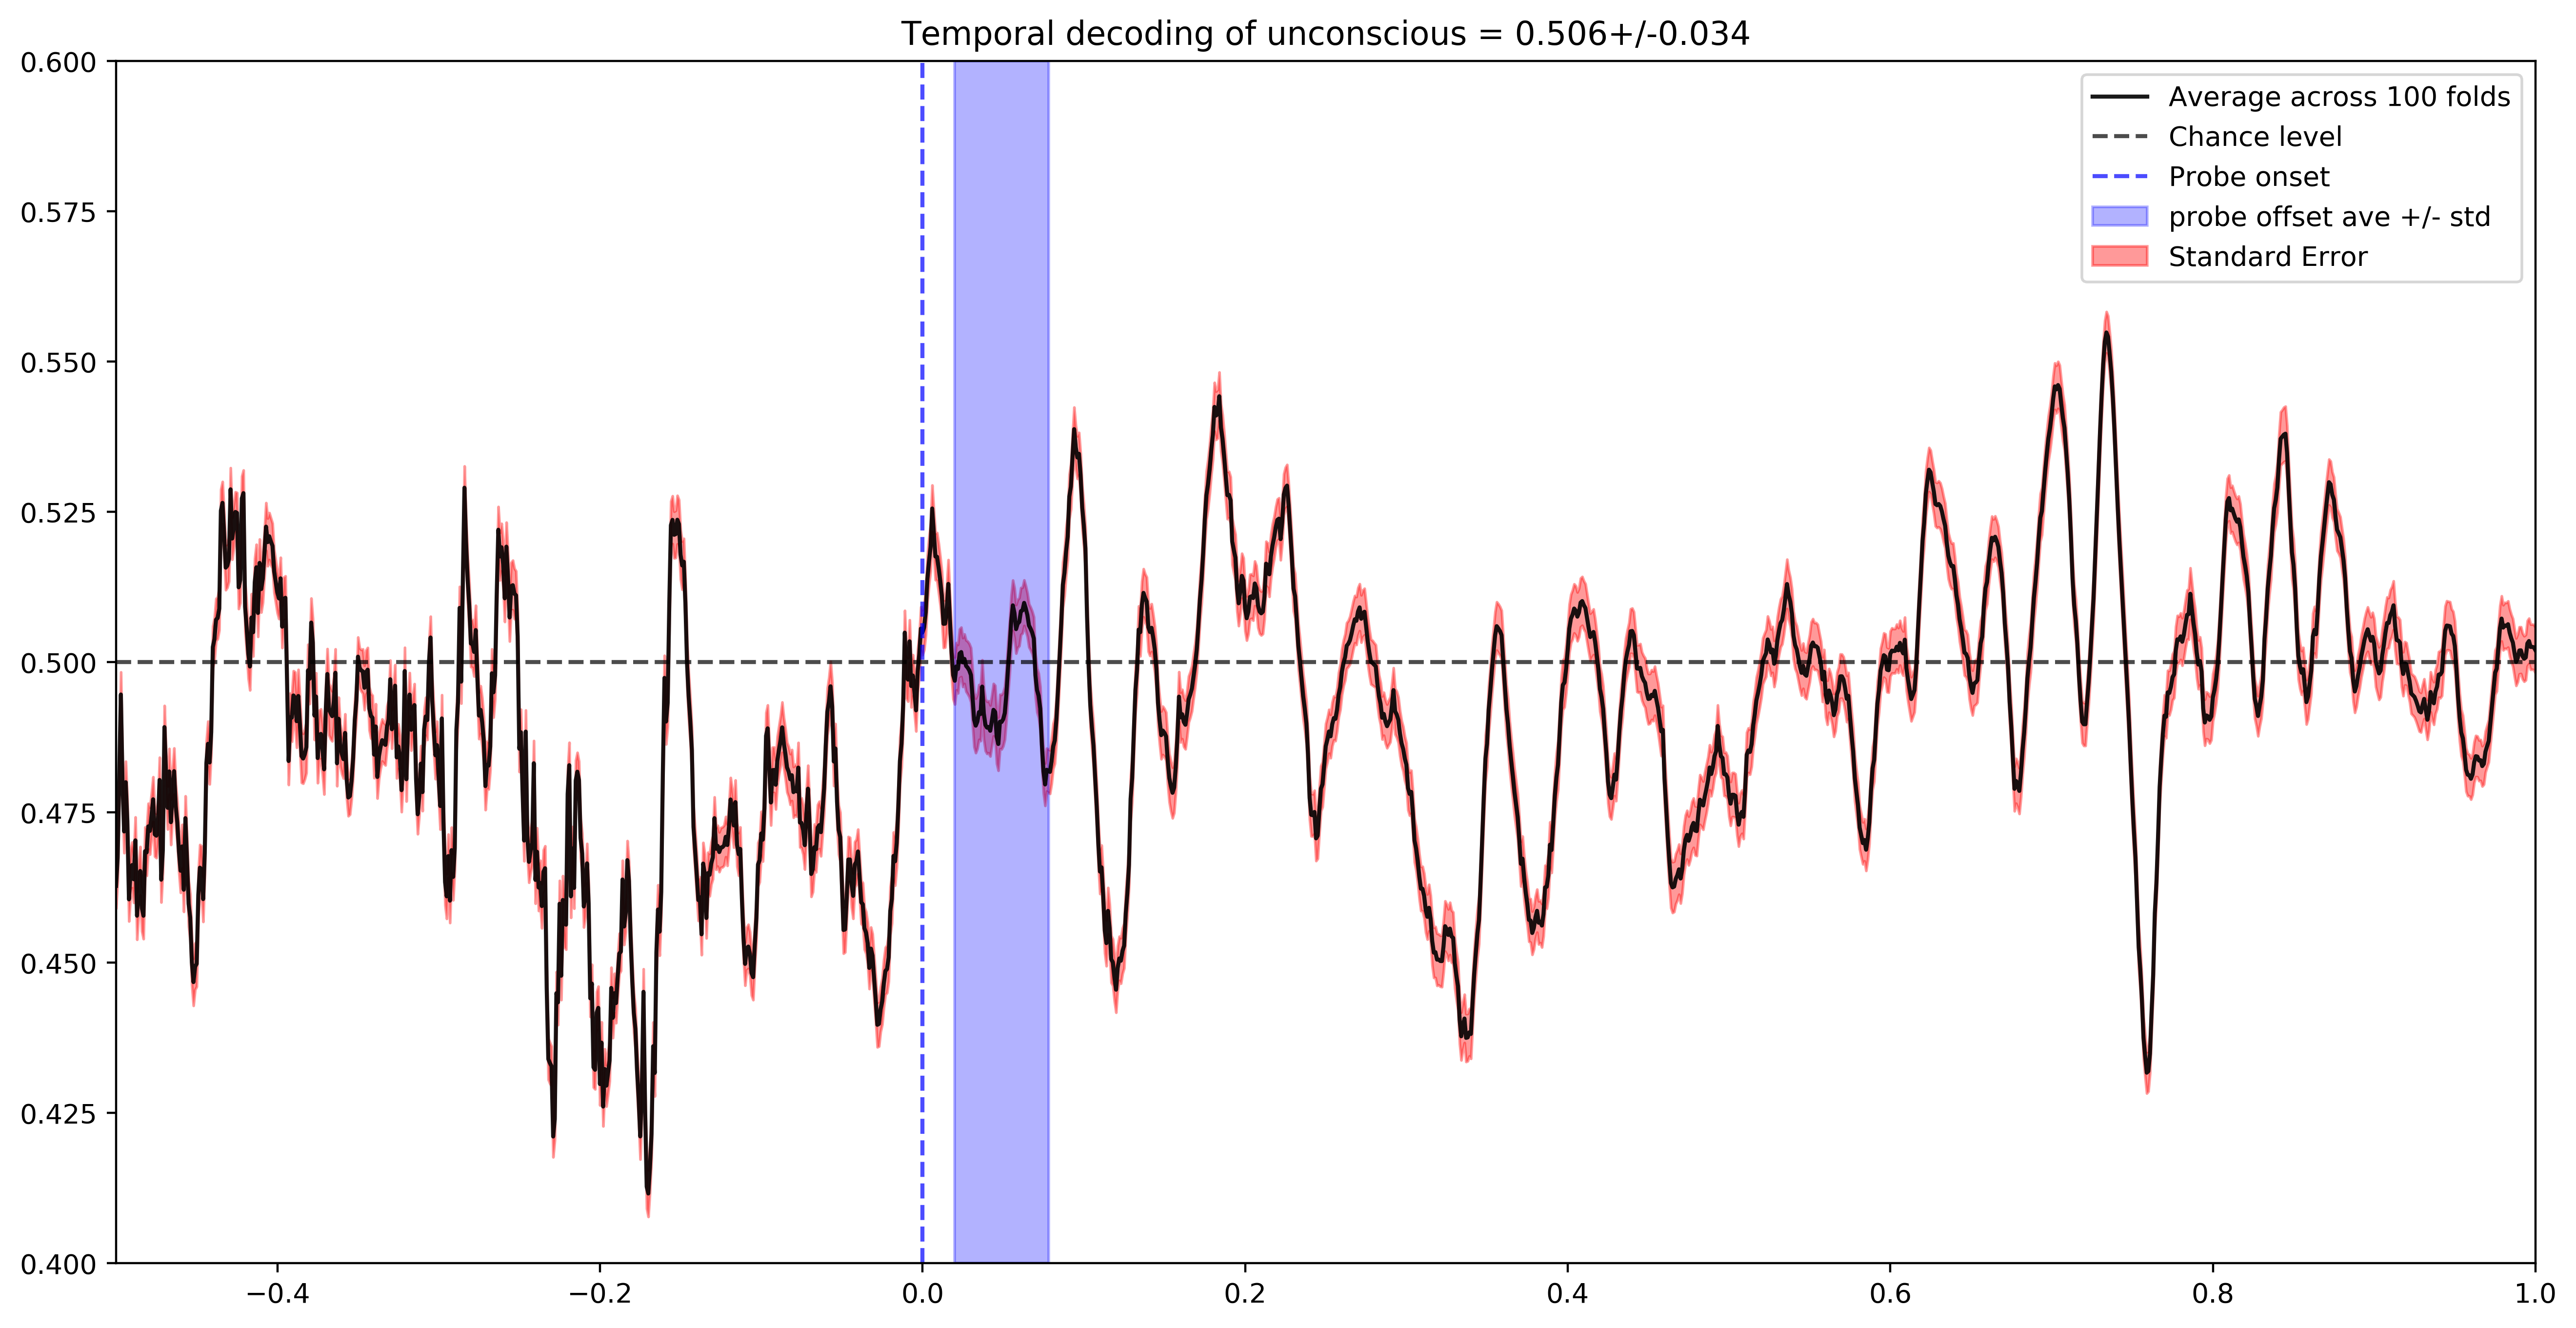 Temporal decoding of unconscious = 0.506+/-0.034
0.600
0.575
0.550
0.525
0.500
0.475
0.450
0.425
0.400
Average across 100 folds
Chance level
Probe onset
probe offset ave +/- std
Standard Error
−0.4
−0.2
0.0
0.2
0.4
0.6
0.8
1.0